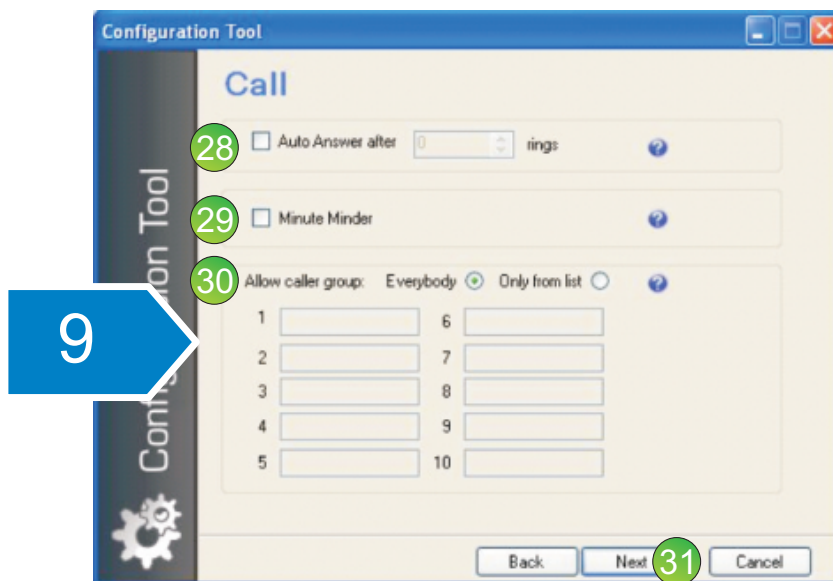 Configuration Tool
Configuration Tool
Call
28 Auto Answer after 0 rings ?
29 Minute Minder ?
30 Allow caller group: Everybody Only from list ?
1 6
2 7
3 8
4 9
5 10
9
Back Next 31 Cancel